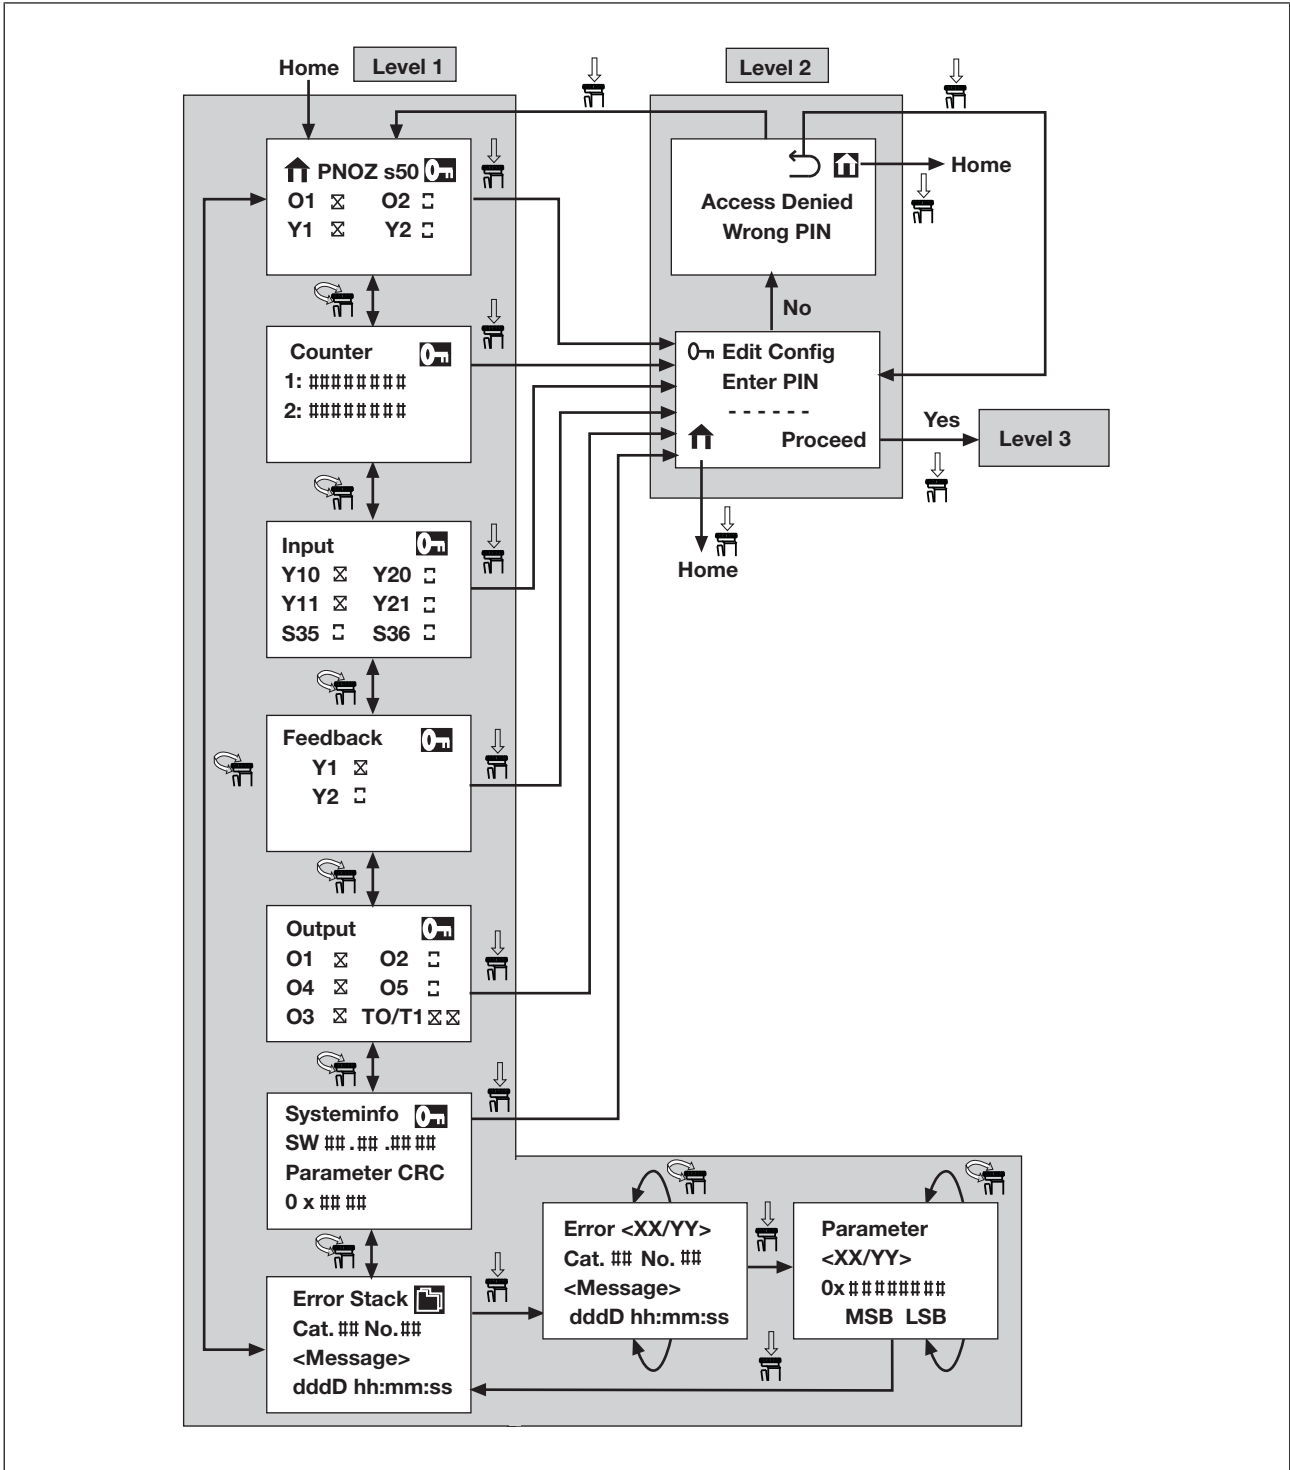 Home
Level 1
PNOZ s50
O1 O2
Y1 Y2
Counter
1: ########
2: ########
Input
Y10 Y20
Y11 Y21
S35 S36
Feedback
Y1
Y2
Output
O1 O2
O4 O5
O3 TO/T1
Systeminfo
SW ##.##.####
Parameter CRC
0 x ## ##
Error Stack
Cat. ## No. ##
<Message>
dddD hh:mm:ss
Error <XX/YY>
Cat. ## No. ##
<Message>
dddD hh:mm:ss
Parameter
<XX/YY>
0x ########
MSB LSB
Level 2
Home
Access Denied
Wrong PIN
No
Edit Config
Enter PIN
- - - - - -
Proceed
Yes
Level 3
Home